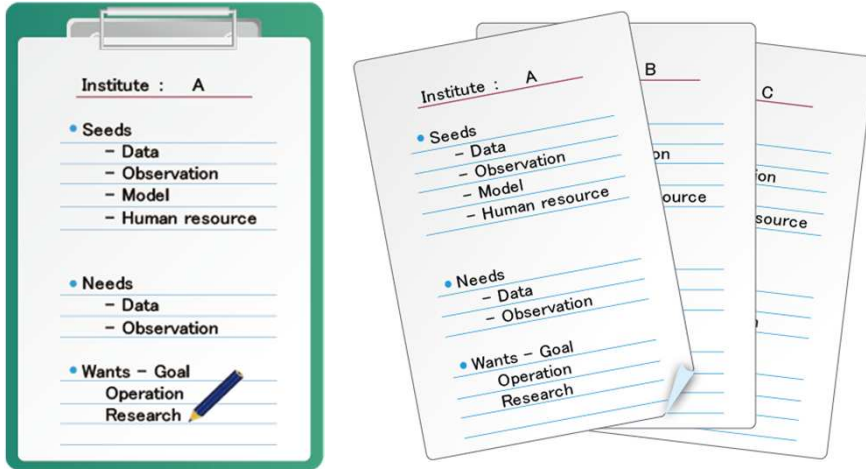 Institute : A
• Seeds
- Data
- Observation
- Model
- Human resource
• Needs
- Data
- Observation
• Wants - Goal
Operation
Research
Institute : A
• Seeds
- Data
- Observation
- Model
- Human resource
• Needs
- Data
- Observation
• Wants - Goal
Operation
Research
B
on
ource
C
ion
source